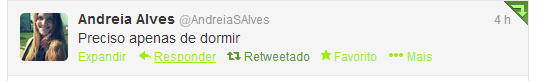 Andreia Alves @AndreiaSAlves 4 h
Preciso apenas de dormir
Expandir Responder Retweetado Favorito Mais